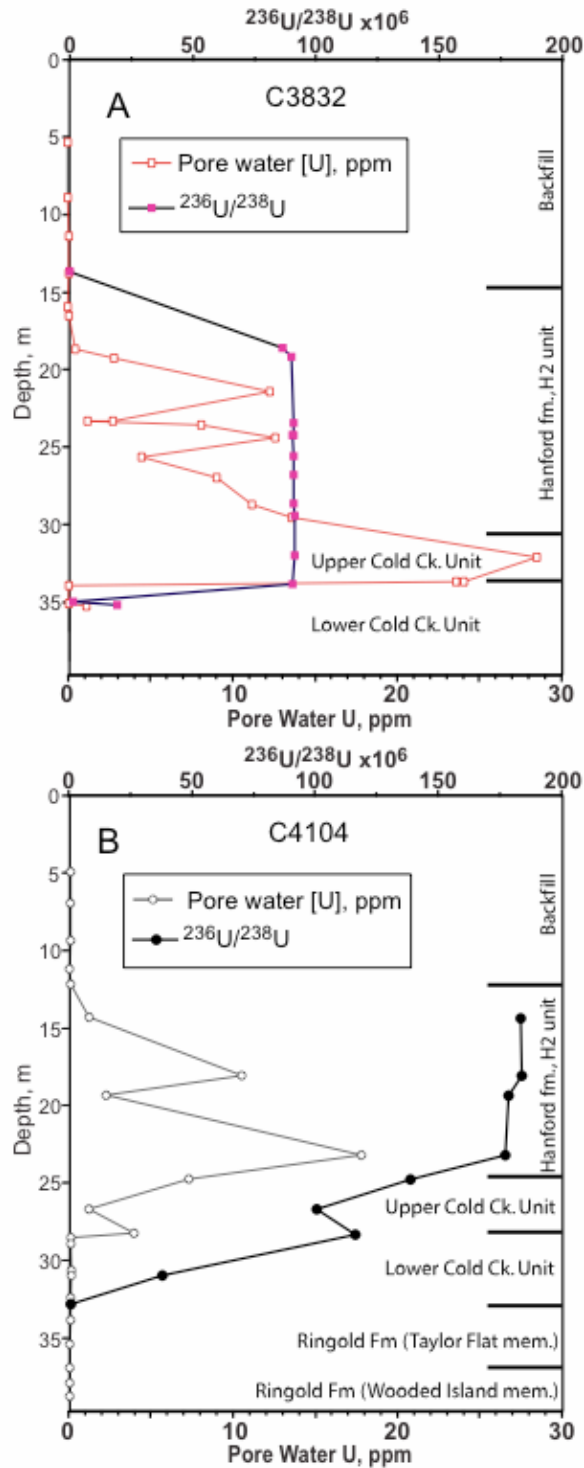 ²³⁶U/²³⁸U x10⁶
0 50 100 150 200
A
C3832
Pore water [U], ppm
²³⁶U/²³⁸U
Depth, m
0
5
10
15
20
25
30
35
Backfill
Hanford fm., H2 unit
Upper Cold Ck. Unit
Lower Cold Ck. Unit
0 10 20 30
Pore Water U, ppm
²³⁶U/²³⁸U x10⁶
0 50 100 150 200
B
C4104
Pore water [U], ppm
²³⁶U/²³⁸U
Depth, m
0
5
10
15
20
25
30
35
Backfill
Hanford fm., H2 unit
Upper Cold Ck. Unit
Lower Cold Ck. Unit
Ringold Fm (Taylor Flat mem.)
Ringold Fm (Wooded Island mem.)
0 10 20 30
Pore Water U, ppm